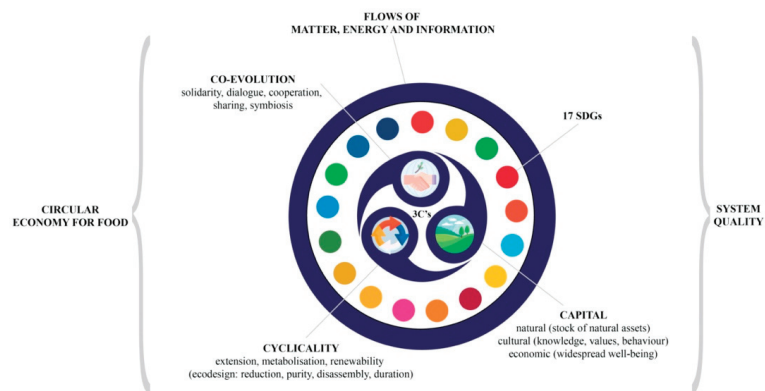 FLOWS OF
MATTER, ENERGY AND INFORMATION
CO-EVOLUTION
solidarity, dialogue, cooperation,
sharing, symbiosis
17 SDGs
CIRCULAR
ECONOMY FOR FOOD
3C's
SYSTEM
QUALITY
CAPITAL
natural (stock of natural assets)
cultural (knowledge, values, behaviour)
economic (widespread well-being)
CYCLICALITY
extension, metabolisation, renewability
(ecodesign: reduction, purity, disassembly, duration)